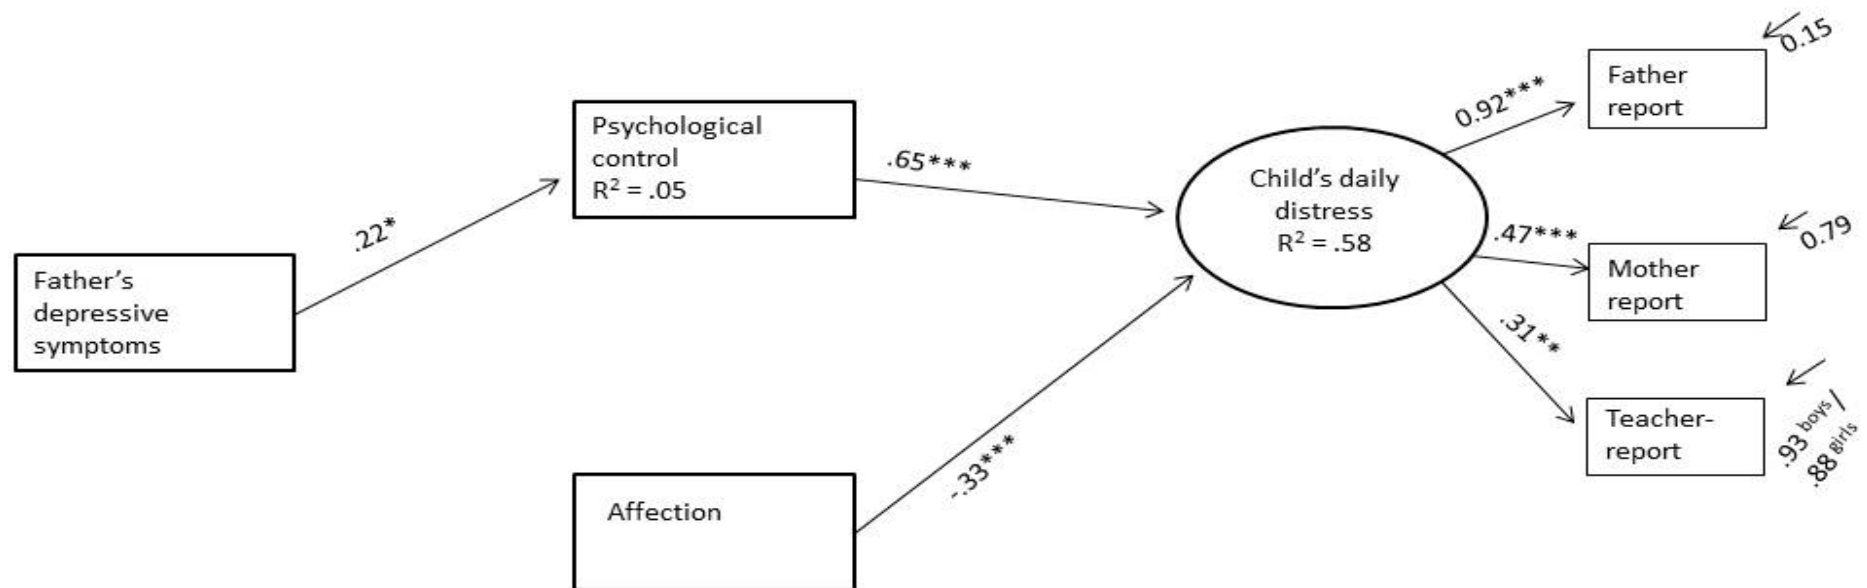 Father's
depressive
symptoms
.22*
Psychological
control
R² = .05
.65***
Affection
-.33***
Child's daily
distress
R² = .58
0.92***
Father
report
0.15
.47***
Mother
report
0.79
.31**
Teacher-
report
.93 boys /
.88 girls